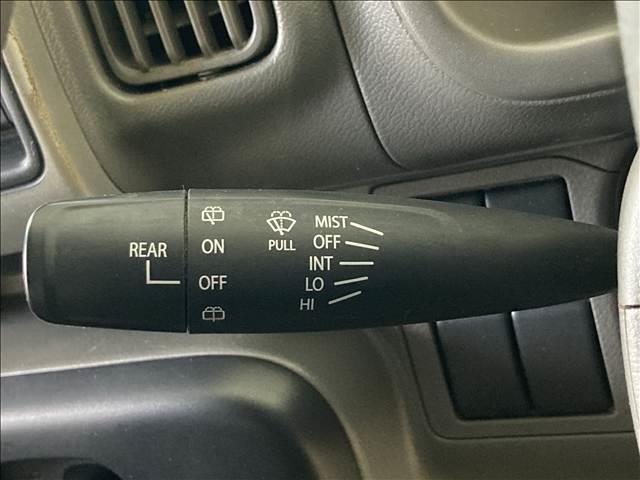 REAR
ON
OFF
PULL
MIST
OFF
INT
LO
HI